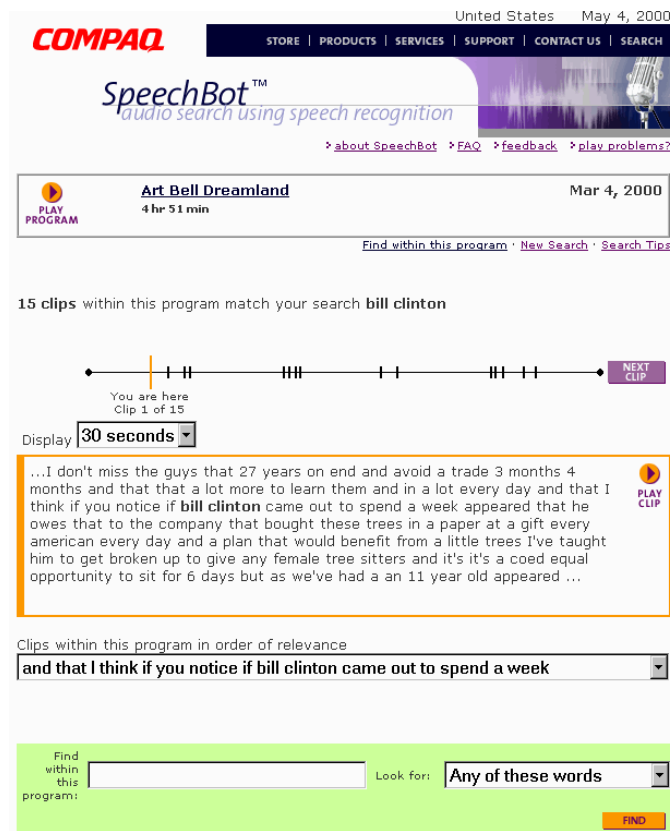 United States May 4, 2000
COMPAQ
STORE | PRODUCTS | SERVICES | SUPPORT | CONTACT US | SEARCH
SpeechBot™
audio search using speech recognition
about SpeechBot FAQ feedback play problems?
PLAY PROGRAM
Art Bell Dreamland
Mar 4, 2000
4 hr 51 min
Find within this program · New Search · Search Tips
15 clips within this program match your search bill clinton
NEXT CLIP
You are here
Clip 1 of 15
Display 30 seconds
...I don't miss the guys that 27 years on end and avoid a trade 3 months 4
months and that that a lot more to learn them and in a lot every day and that I
think if you notice if bill clinton came out to spend a week appeared that he
owes that to the company that bought these trees in a paper at a gift every
american every day and a plan that would benefit from a little trees I've taught
him to get broken up to give any female tree sitters and it's it's a coed equal
opportunity to sit for 6 days but as we've had a an 11 year old appeared ...
PLAY CLIP
Clips within this program in order of relevance
and that I think if you notice if bill clinton came out to spend a week
Find
within
this
program:
Look for: Any of these words
FIND